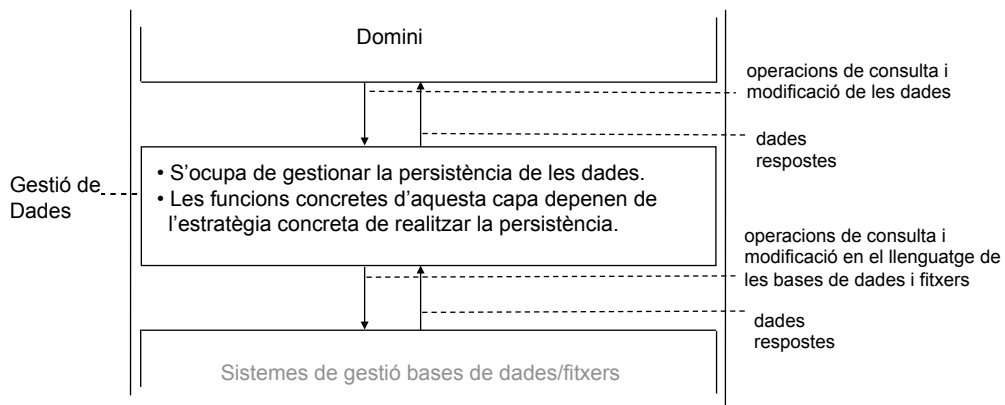 Domini
operacions de consulta i
modificació de les dades
dades
respostes
Gestió de
Dades
• S’ocupa de gestionar la persistència de les dades.
• Les funcions concretes d’aquesta capa depenen de
l’estratègia concreta de realitzar la persistència.
operacions de consulta i
modificació en el llenguatge de
les bases de dades i fitxers
dades
respostes
Sistemes de gestió bases de dades/fitxers